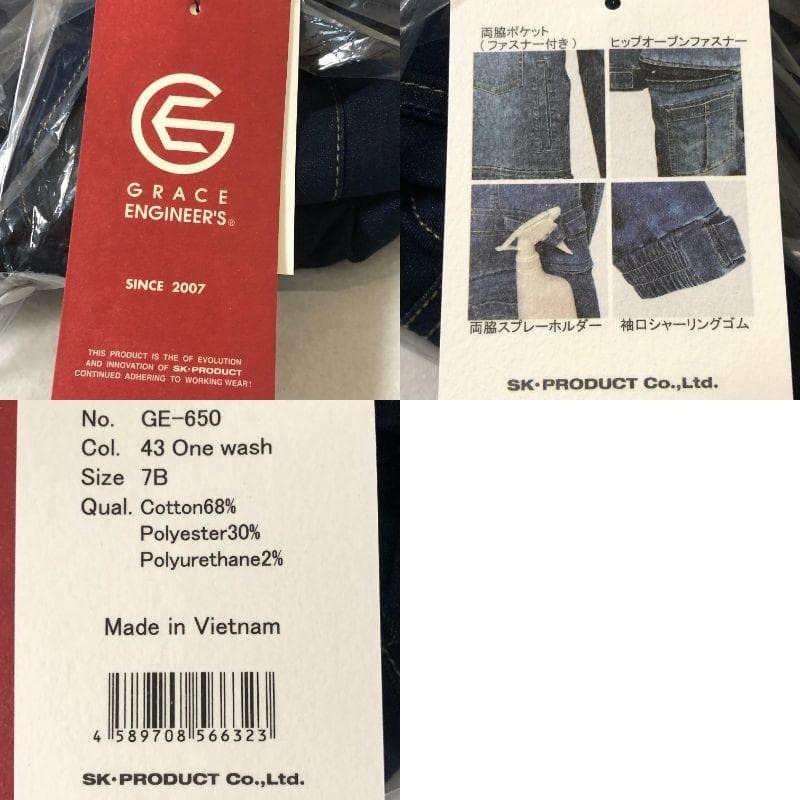 GRACE
ENGINEER'S®
SINCE 2007
THIS PRODUCT IS THE OF EVOLUTION
AND INNOVATION OF SK・PRODUCT
CONTINUED ADHERING TO WORKING WEAR!
両脇ポケット
(ファスナー付き)
ヒップオープンファスナー
両脇スプレーホルダー
袖口シャーリングゴム
SK・PRODUCT Co.,Ltd.
No. GE-650
Col. 43 One wash
Size 7B
Qual. Cotton68%
Polyester30%
Polyurethane2%
Made in Vietnam
4 589708 566323
SK・PRODUCT Co.,Ltd.